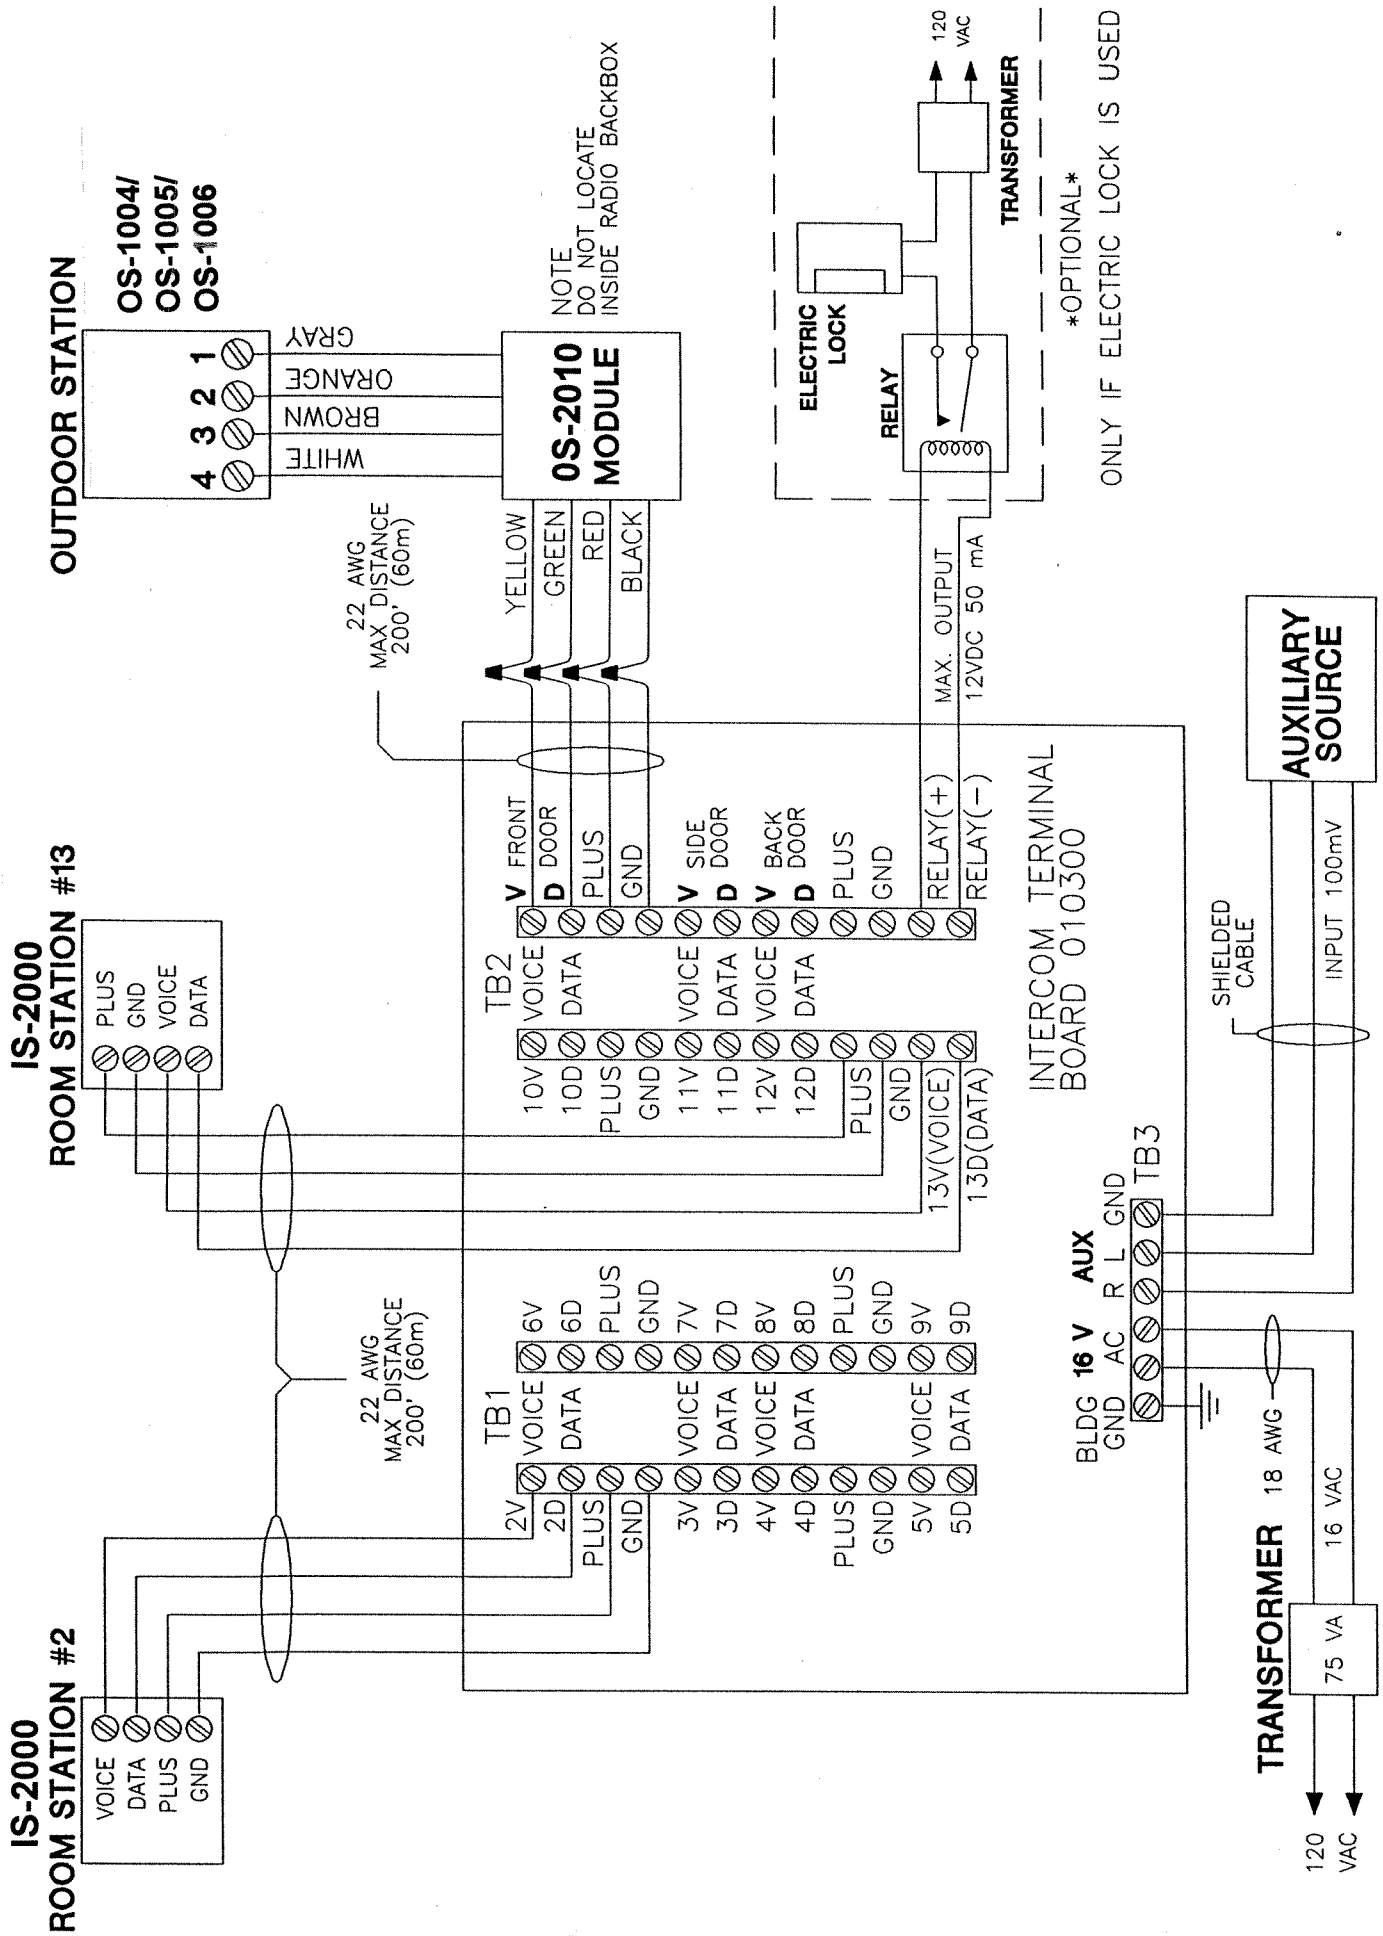 IS-2000
ROOM STATION #2
VOICE
DATA
PLUS
GND
IS-2000
ROOM STATION #13
PLUS
GND
VOICE
DATA
OUTDOOR STATION
OS-1004/
OS-1005/
OS-1006
4 3 2 1
WHITE
BROWN
ORANGE
GRAY
22 AWG
MAX DISTANCE
200' (60m)
22 AWG
MAX DISTANCE
200' (60m)
YELLOW
GREEN
RED
BLACK
0S-2010
MODULE
NOTE
DO NOT LOCATE
INSIDE RADIO BACKBOX
TB1
2V VOICE 6V
2D DATA 6D
PLUS PLUS
GND GND
3V VOICE 7V
3D DATA 7D
4V VOICE 8V
4D DATA 8D
PLUS PLUS
GND GND
5V VOICE 9V
5D DATA 9D
TB2
10V VOICE V FRONT
10D DATA D DOOR
PLUS PLUS
GND GND
11V VOICE V SIDE
11D DATA D DOOR
12V VOICE V BACK
12D DATA D DOOR
PLUS PLUS
GND GND
13V(VOICE) RELAY(+)
13D(DATA) RELAY(-)
MAX. OUTPUT
12VDC 50 mA
RELAY
ELECTRIC
LOCK
TRANSFORMER
120
VAC
*OPTIONAL*
ONLY IF ELECTRIC LOCK IS USED
INTERCOM TERMINAL
BOARD 010300
BLDG
GND
16 V
AC
AUX
R L GND
TB3
TRANSFORMER
18 AWG
75 VA
16 VAC
120
VAC
SHIELDED
CABLE
INPUT 100mV
AUXILIARY
SOURCE